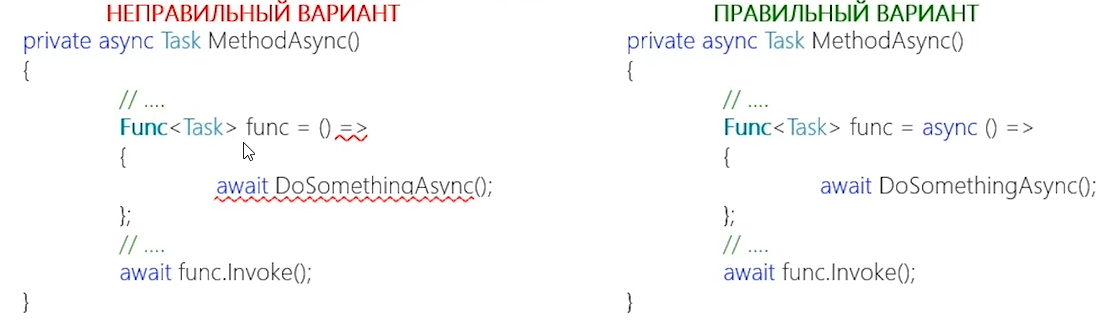 НЕПРАВИЛЬНЫЙ ВАРИАНТ
private async Task MethodAsync()
{
// ....
Func<Task> func = () =>
{
await DoSomethingAsync();
};
// ....
await func.Invoke();
}
ПРАВИЛЬНЫЙ ВАРИАНТ
private async Task MethodAsync()
{
// ....
Func<Task> func = async () =>
{
await DoSomethingAsync();
};
// ....
await func.Invoke();
}